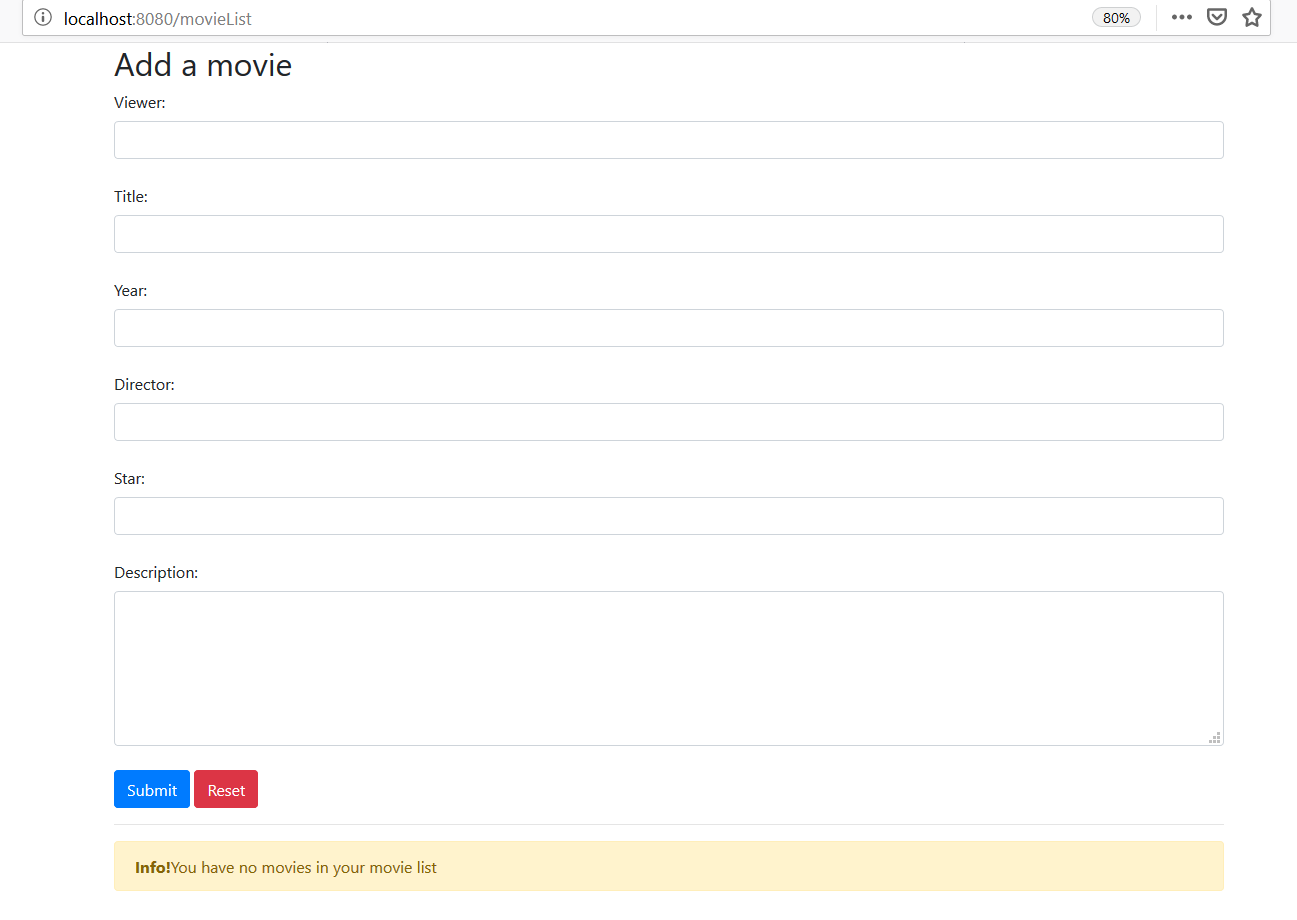 localhost:8080/movieList
80%
Add a movie
Viewer:
Title:
Year:
Director:
Star:
Description:
Submit Reset
Info!You have no movies in your movie list